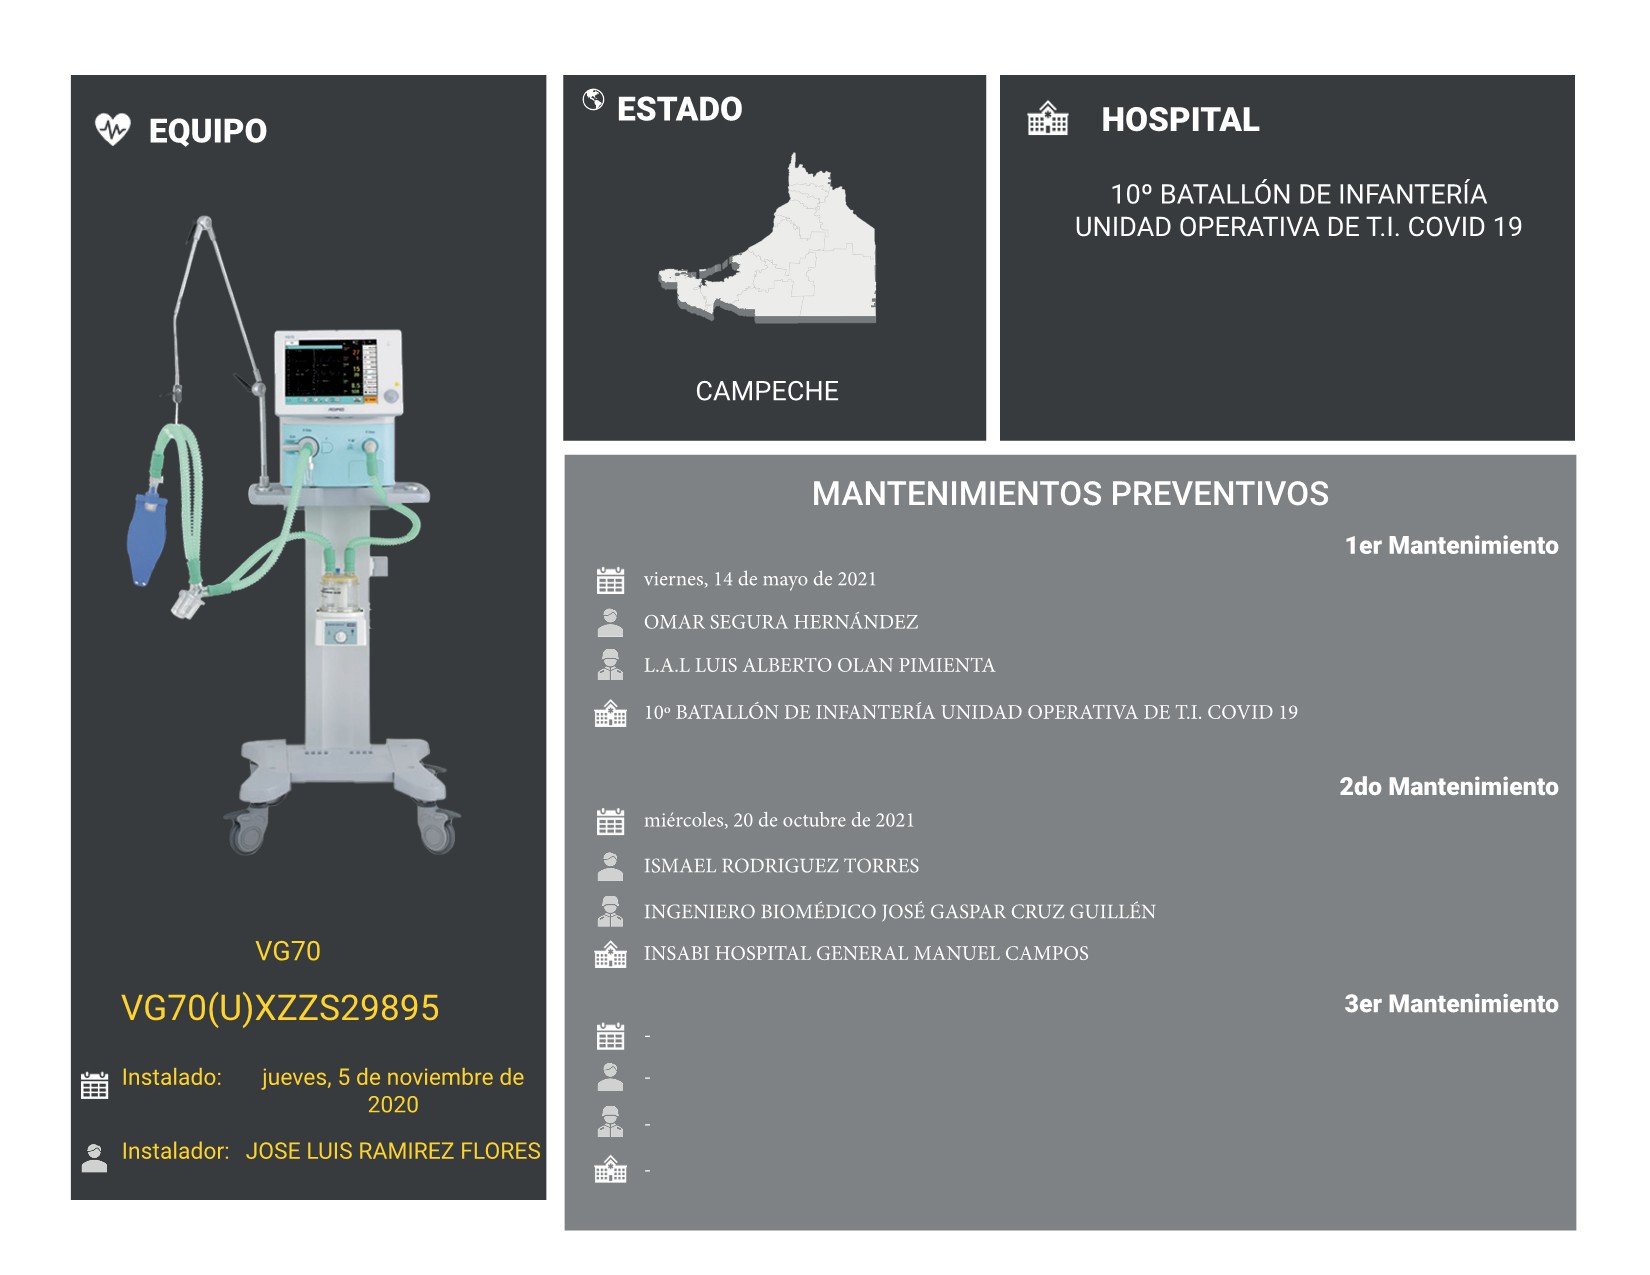 EQUIPO
VG70
VG70(U)XZZS29895
Instalado: jueves, 5 de noviembre de
2020
Instalador: JOSE LUIS RAMIREZ FLORES
ESTADO
CAMPECHE
HOSPITAL
10º BATALLÓN DE INFANTERÍA
UNIDAD OPERATIVA DE T.I. COVID 19
MANTENIMIENTOS PREVENTIVOS
1er Mantenimiento
viernes, 14 de mayo de 2021
OMAR SEGURA HERNÁNDEZ
L.A.L LUIS ALBERTO OLAN PIMIENTA
10º BATALLÓN DE INFANTERÍA UNIDAD OPERATIVA DE T.I. COVID 19
2do Mantenimiento
miércoles, 20 de octubre de 2021
ISMAEL RODRIGUEZ TORRES
INGENIERO BIOMÉDICO JOSÉ GASPAR CRUZ GUILLÉN
INSABI HOSPITAL GENERAL MANUEL CAMPOS
3er Mantenimiento
-
-
-
-